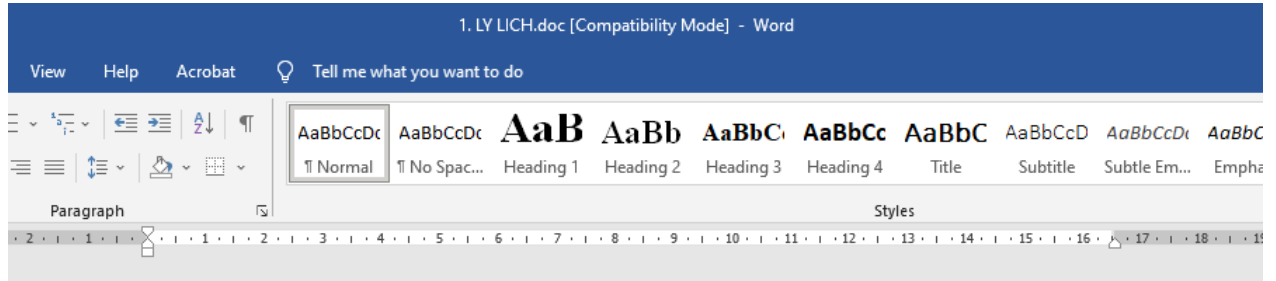 1. LY LICH.doc [Compatibility Mode] - Word
View Help Acrobat Tell me what you want to do
AaBbCcDc AaBbCcDc AaB AaBb AaBbC AaBbCc AaBbC AaBbCcD AaBbCcDc AaBbC
¶ Normal ¶ No Spac... Heading 1 Heading 2 Heading 3 Heading 4 Title Subtitle Subtle Em... Empha
Paragraph Styles
2 1 1 2 3 4 5 6 7 8 9 10 11 12 13 14 15 16 17 18 19